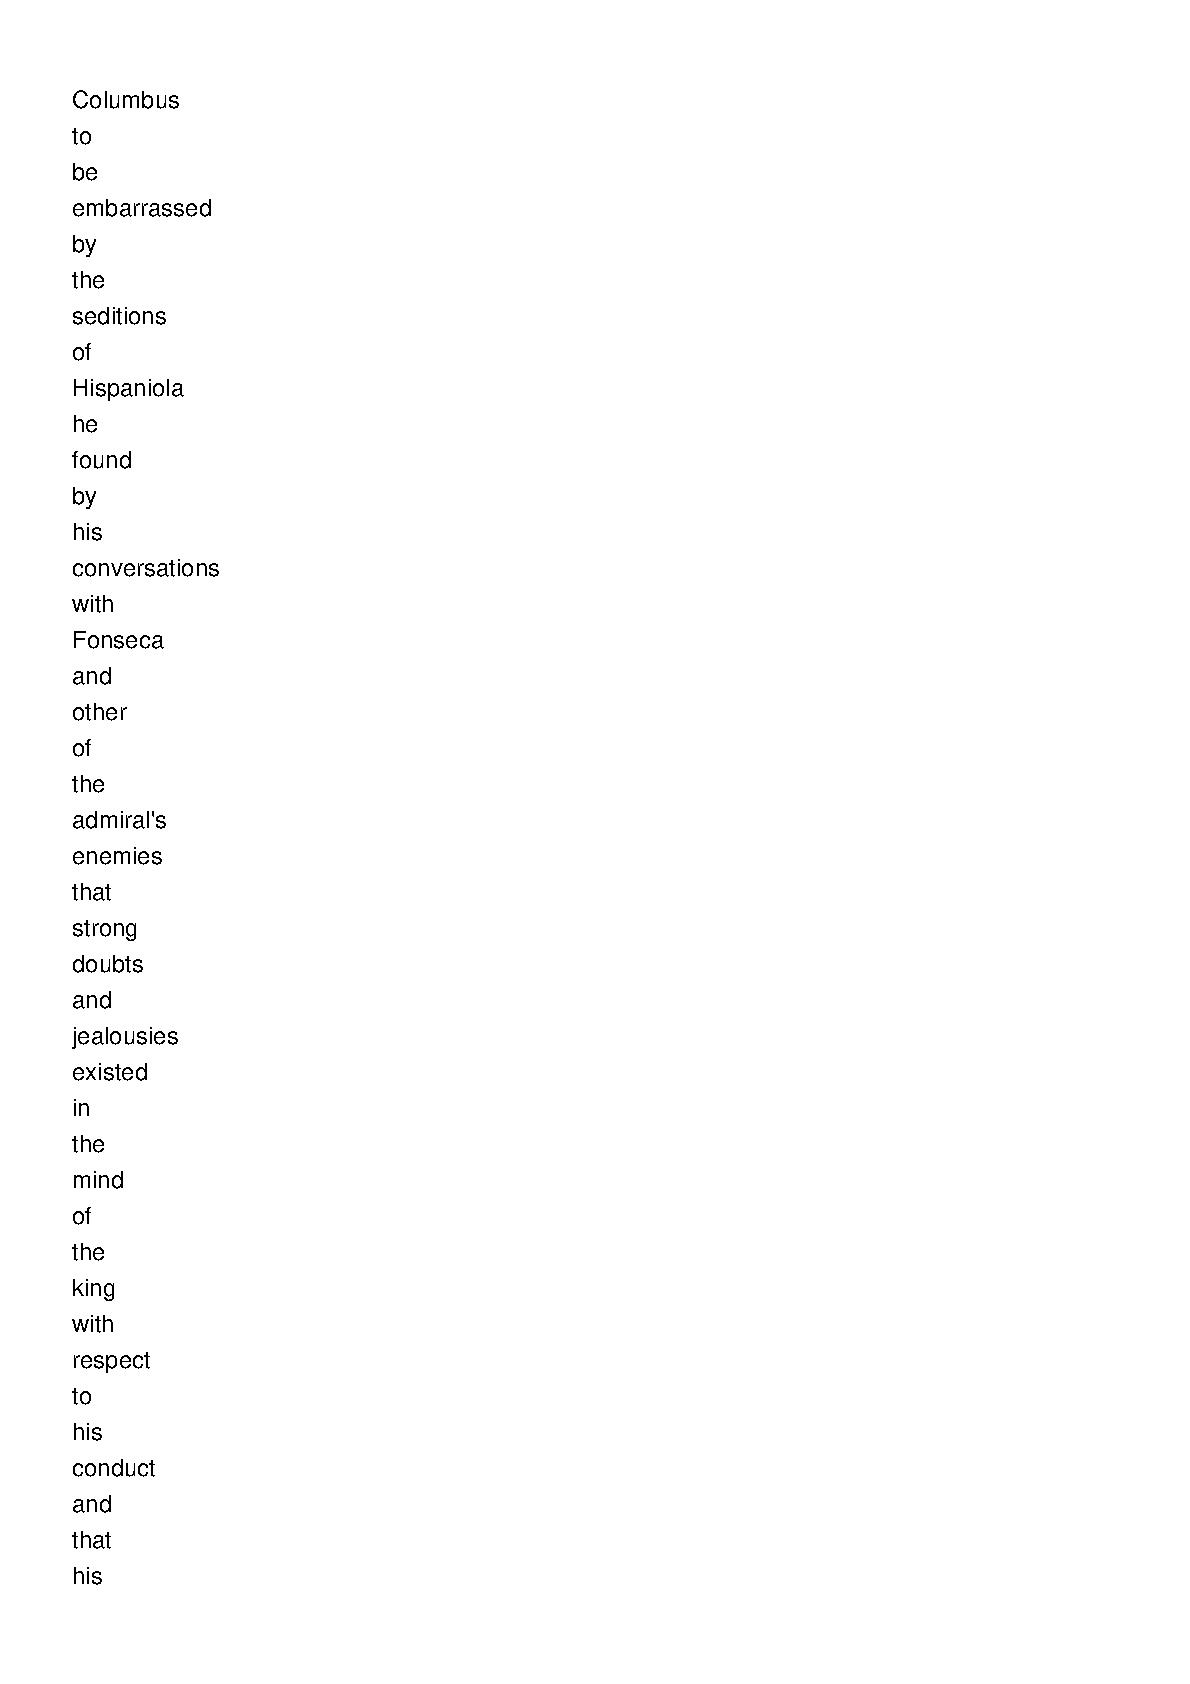 Columbus
to
be
embarrassed
by
the
seditions
of
Hispaniola
he
found
by
his
conversations
with
Fonseca
and
other
of
the
admiral's
enemies
that
strong
doubts
and
jealousies
existed
in
the
mind
of
the
king
with
respect
to
his
conduct
and
that
his